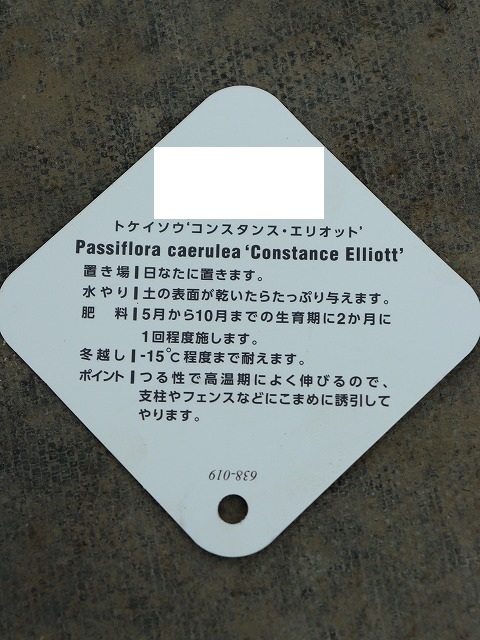 トケイソウ‘コンスタンス・エリオット’
Passiflora caerulea ‘Constance Elliott’
置き場 日なたに置きます。
水やり 土の表面が乾いたらたっぷり与えます。
肥　料 5月から10月までの生育期に2か月に
1回程度施します。
冬越し -15℃程度まで耐えます。
ポイント つる性で高温期によく伸びるので、
支柱やフェンスなどにこまめに誘引して
やります。
638-019